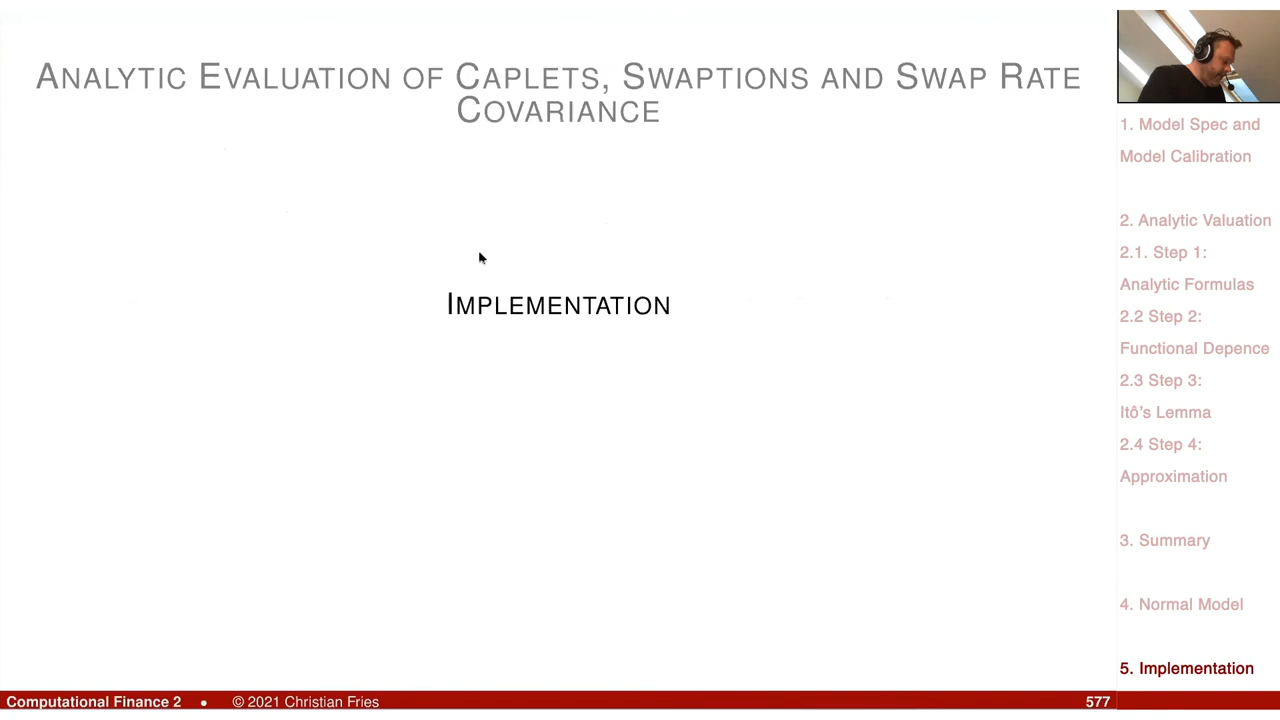 ANALYTIC EVALUATION OF CAPLETS, SWAPTIONS AND SWAP RATE
COVARIANCE
IMPLEMENTATION
1. Model Spec and
Model Calibration
2. Analytic Valuation
2.1. Step 1:
Analytic Formulas
2.2 Step 2:
Functional Depence
2.3 Step 3:
Itô's Lemma
2.4 Step 4:
Approximation
3. Summary
4. Normal Model
5. Implementation
Computational Finance 2 • © 2021 Christian Fries 577